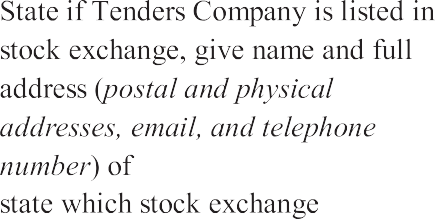 State if Tenders Company is listed in
stock exchange, give name and full
address (postal and physical
addresses, email, and telephone
number) of
state which stock exchange